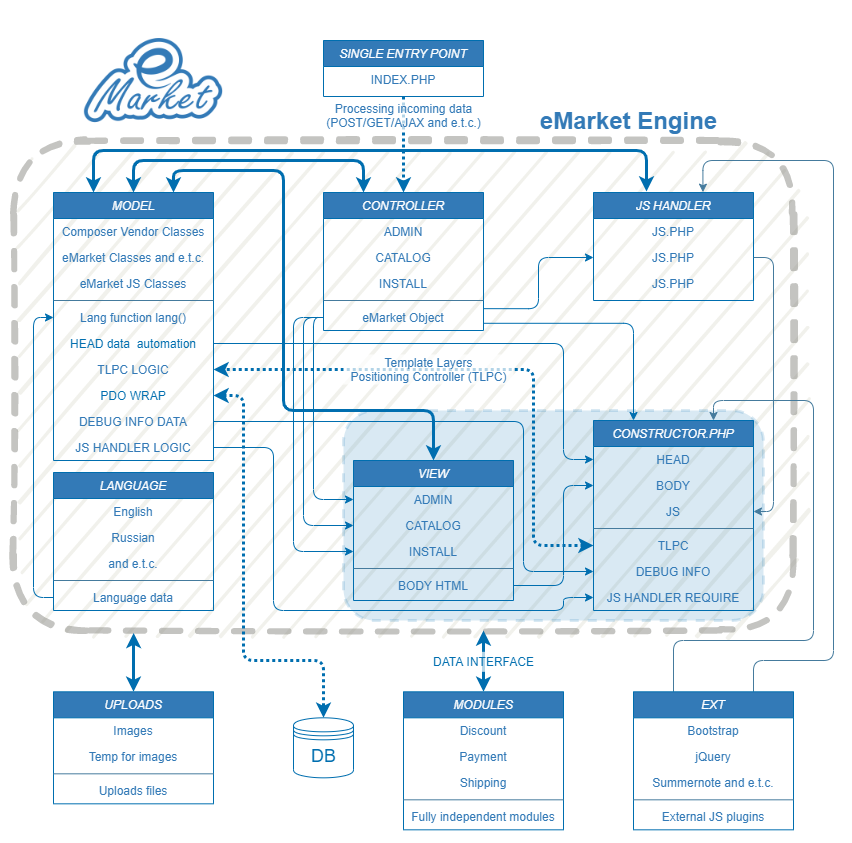 e
Market
SINGLE ENTRY POINT
INDEX.PHP
Processing incoming data
(POST/GET/AJAX and e.t.c.)
eMarket Engine
MODEL
Composer Vendor Classes
eMarket Classes and e.t.c.
eMarket JS Classes
Lang function lang()
HEAD data automation
TLPC LOGIC
PDO WRAP
DEBUG INFO DATA
JS HANDLER LOGIC
CONTROLLER
ADMIN
CATALOG
INSTALL
eMarket Object
JS HANDLER
JS.PHP
JS.PHP
JS.PHP
Template Layers
Positioning Controller (TLPC)
LANGUAGE
English
Russian
and e.t.c.
Language data
VIEW
ADMIN
CATALOG
INSTALL
BODY HTML
CONSTRUCTOR.PHP
HEAD
BODY
JS
TLPC
DEBUG INFO
JS HANDLER REQUIRE
DATA INTERFACE
UPLOADS
Images
Temp for images
Uploads files
DB
MODULES
Discount
Payment
Shipping
Fully independent modules
EXT
Bootstrap
jQuery
Summernote and e.t.c.
External JS plugins